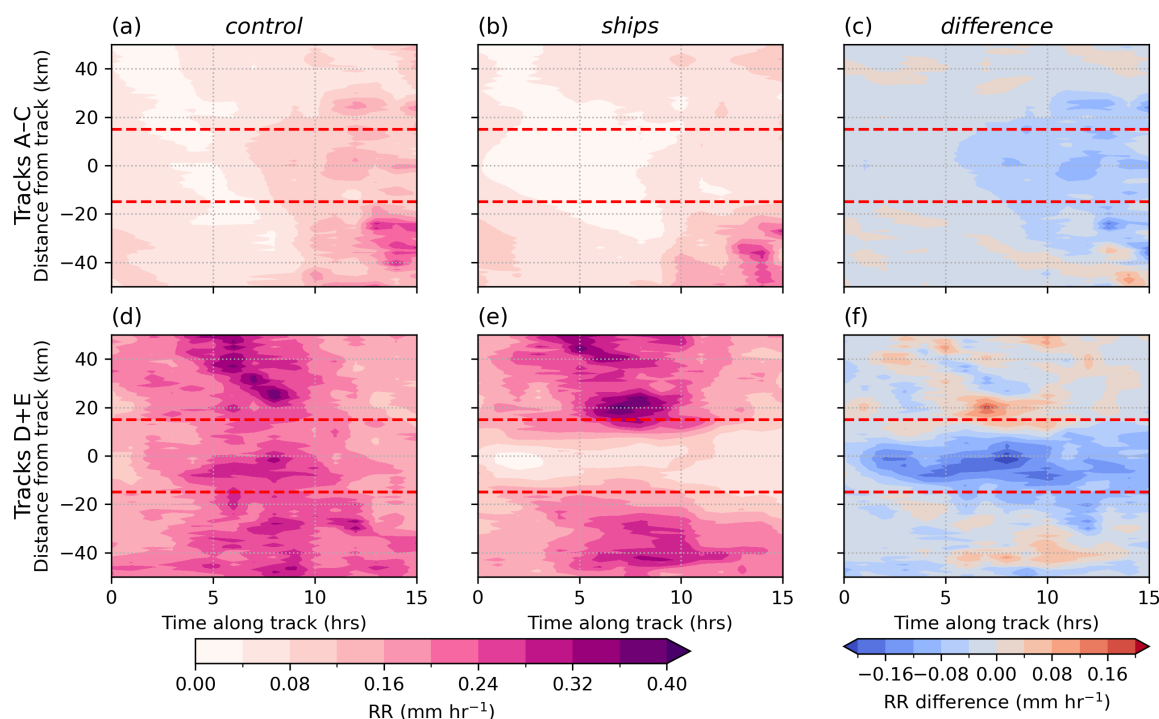 (a) control (b) ships (c) difference
Tracks A–C
Distance from track (km)
40
20
0
−20
−40
(d) (e) (f)
Tracks D+E
Distance from track (km)
40
20
0
−20
−40
0 5 10 15 0 5 10 15 0 5 10 15
Time along track (hrs) Time along track (hrs) Time along track (hrs)
0.00 0.08 0.16 0.24 0.32 0.40
RR (mm hr⁻¹)
−0.16 −0.08 0.00 0.08 0.16
RR difference (mm hr⁻¹)